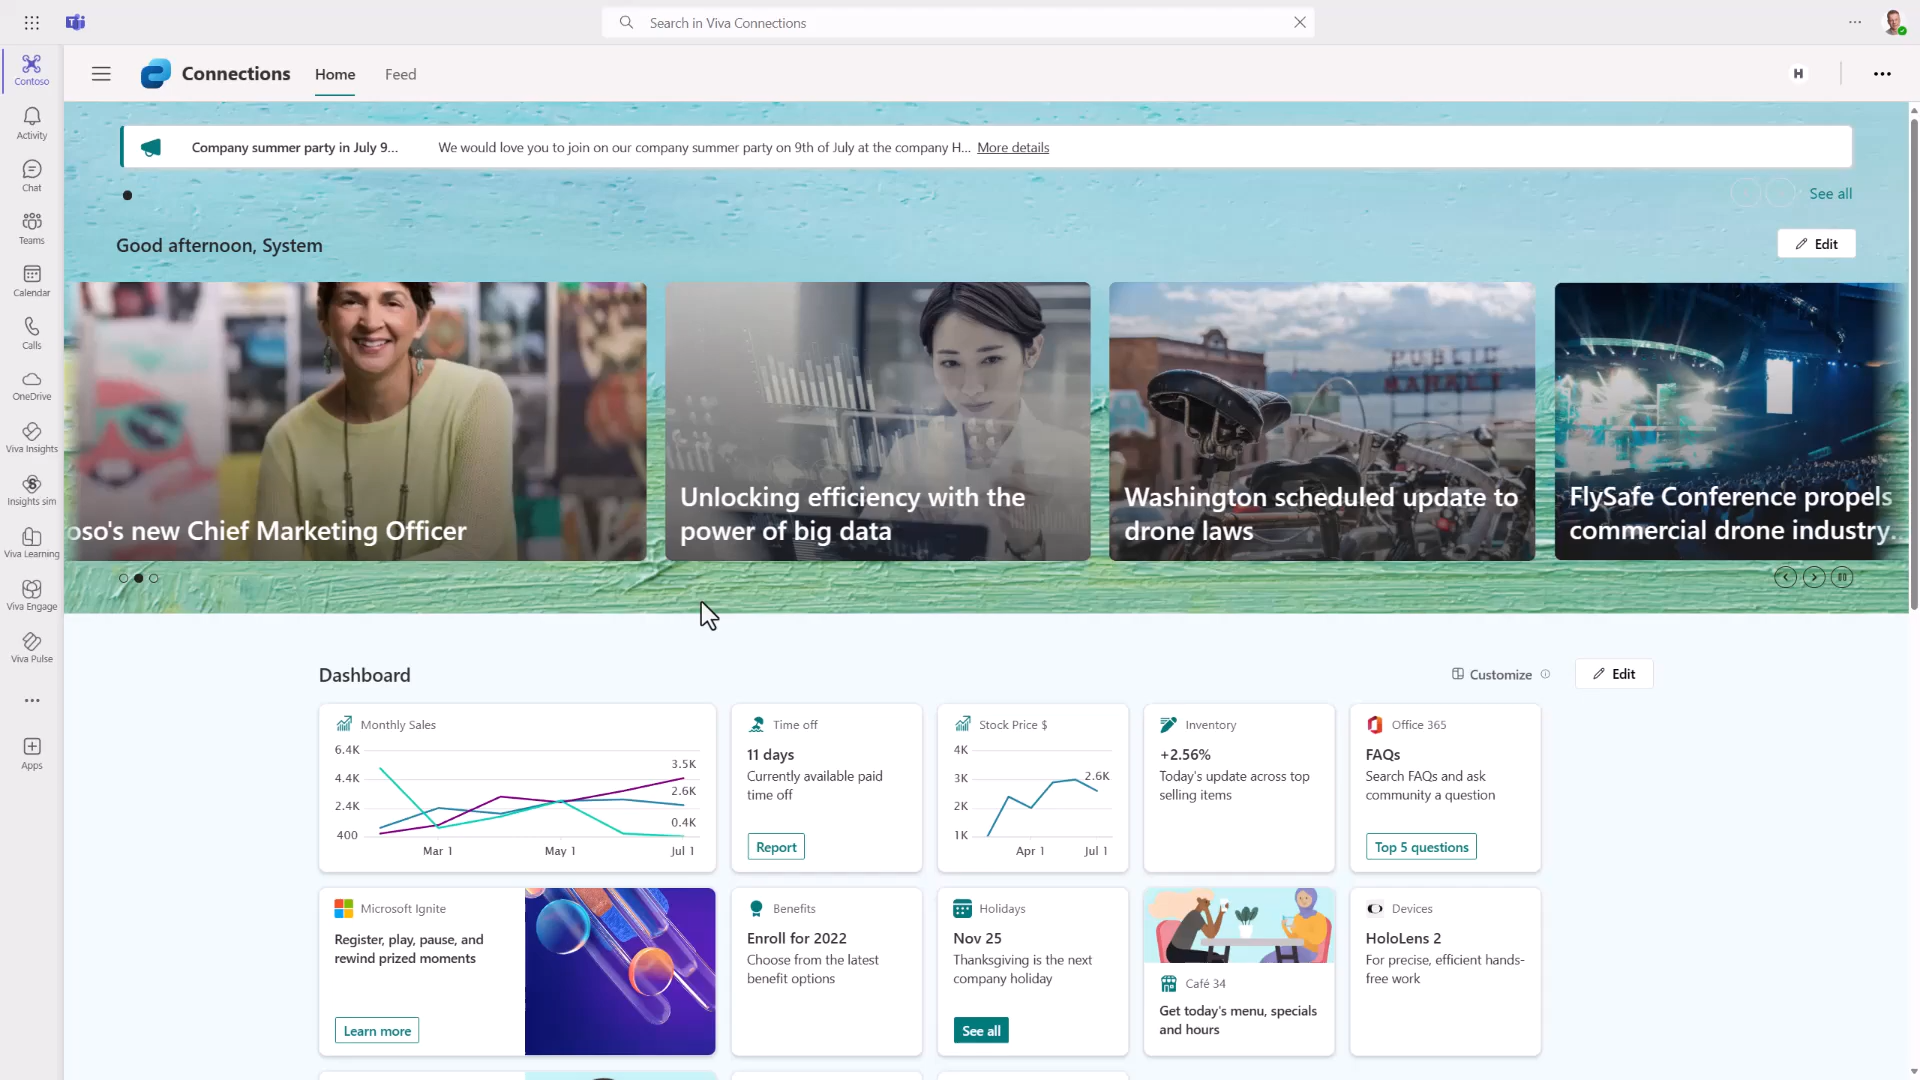 Search in Viva Connections
Contoso
Activity
Chat
Teams
Calendar
Calls
OneDrive
Viva Insights
Insights sim
Viva Learning
Viva Engage
Viva Pulse
Apps
Connections
Home
Feed
H
Company summer party in July 9...
We would love you to join on our company summer party on 9th of July at the company H... More details
See all
Good afternoon, System
Edit
oso's new Chief Marketing Officer
Unlocking efficiency with the
power of big data
PUBLIC
MARKET
Washington scheduled update to
drone laws
FlySafe Conference propels
commercial drone industry...
Dashboard
Customize
Edit
Monthly Sales
6.4K
4.4K
2.4K
400
3.5K
2.6K
0.4K
Mar 1
May 1
Jul 1
Time off
11 days
Currently available paid
time off
Report
Stock Price $
4K
3K
2K
1K
2.6K
Apr 1
Jul 1
Inventory
+2.56%
Today's update across top
selling items
Office 365
FAQs
Search FAQs and ask
community a question
Top 5 questions
Microsoft Ignite
Register, play, pause, and
rewind prized moments
Learn more
Benefits
Enroll for 2022
Choose from the latest
benefit options
Holidays
Nov 25
Thanksgiving is the next
company holiday
See all
Café 34
Get today's menu, specials
and hours
Devices
HoloLens 2
For precise, efficient hands-
free work